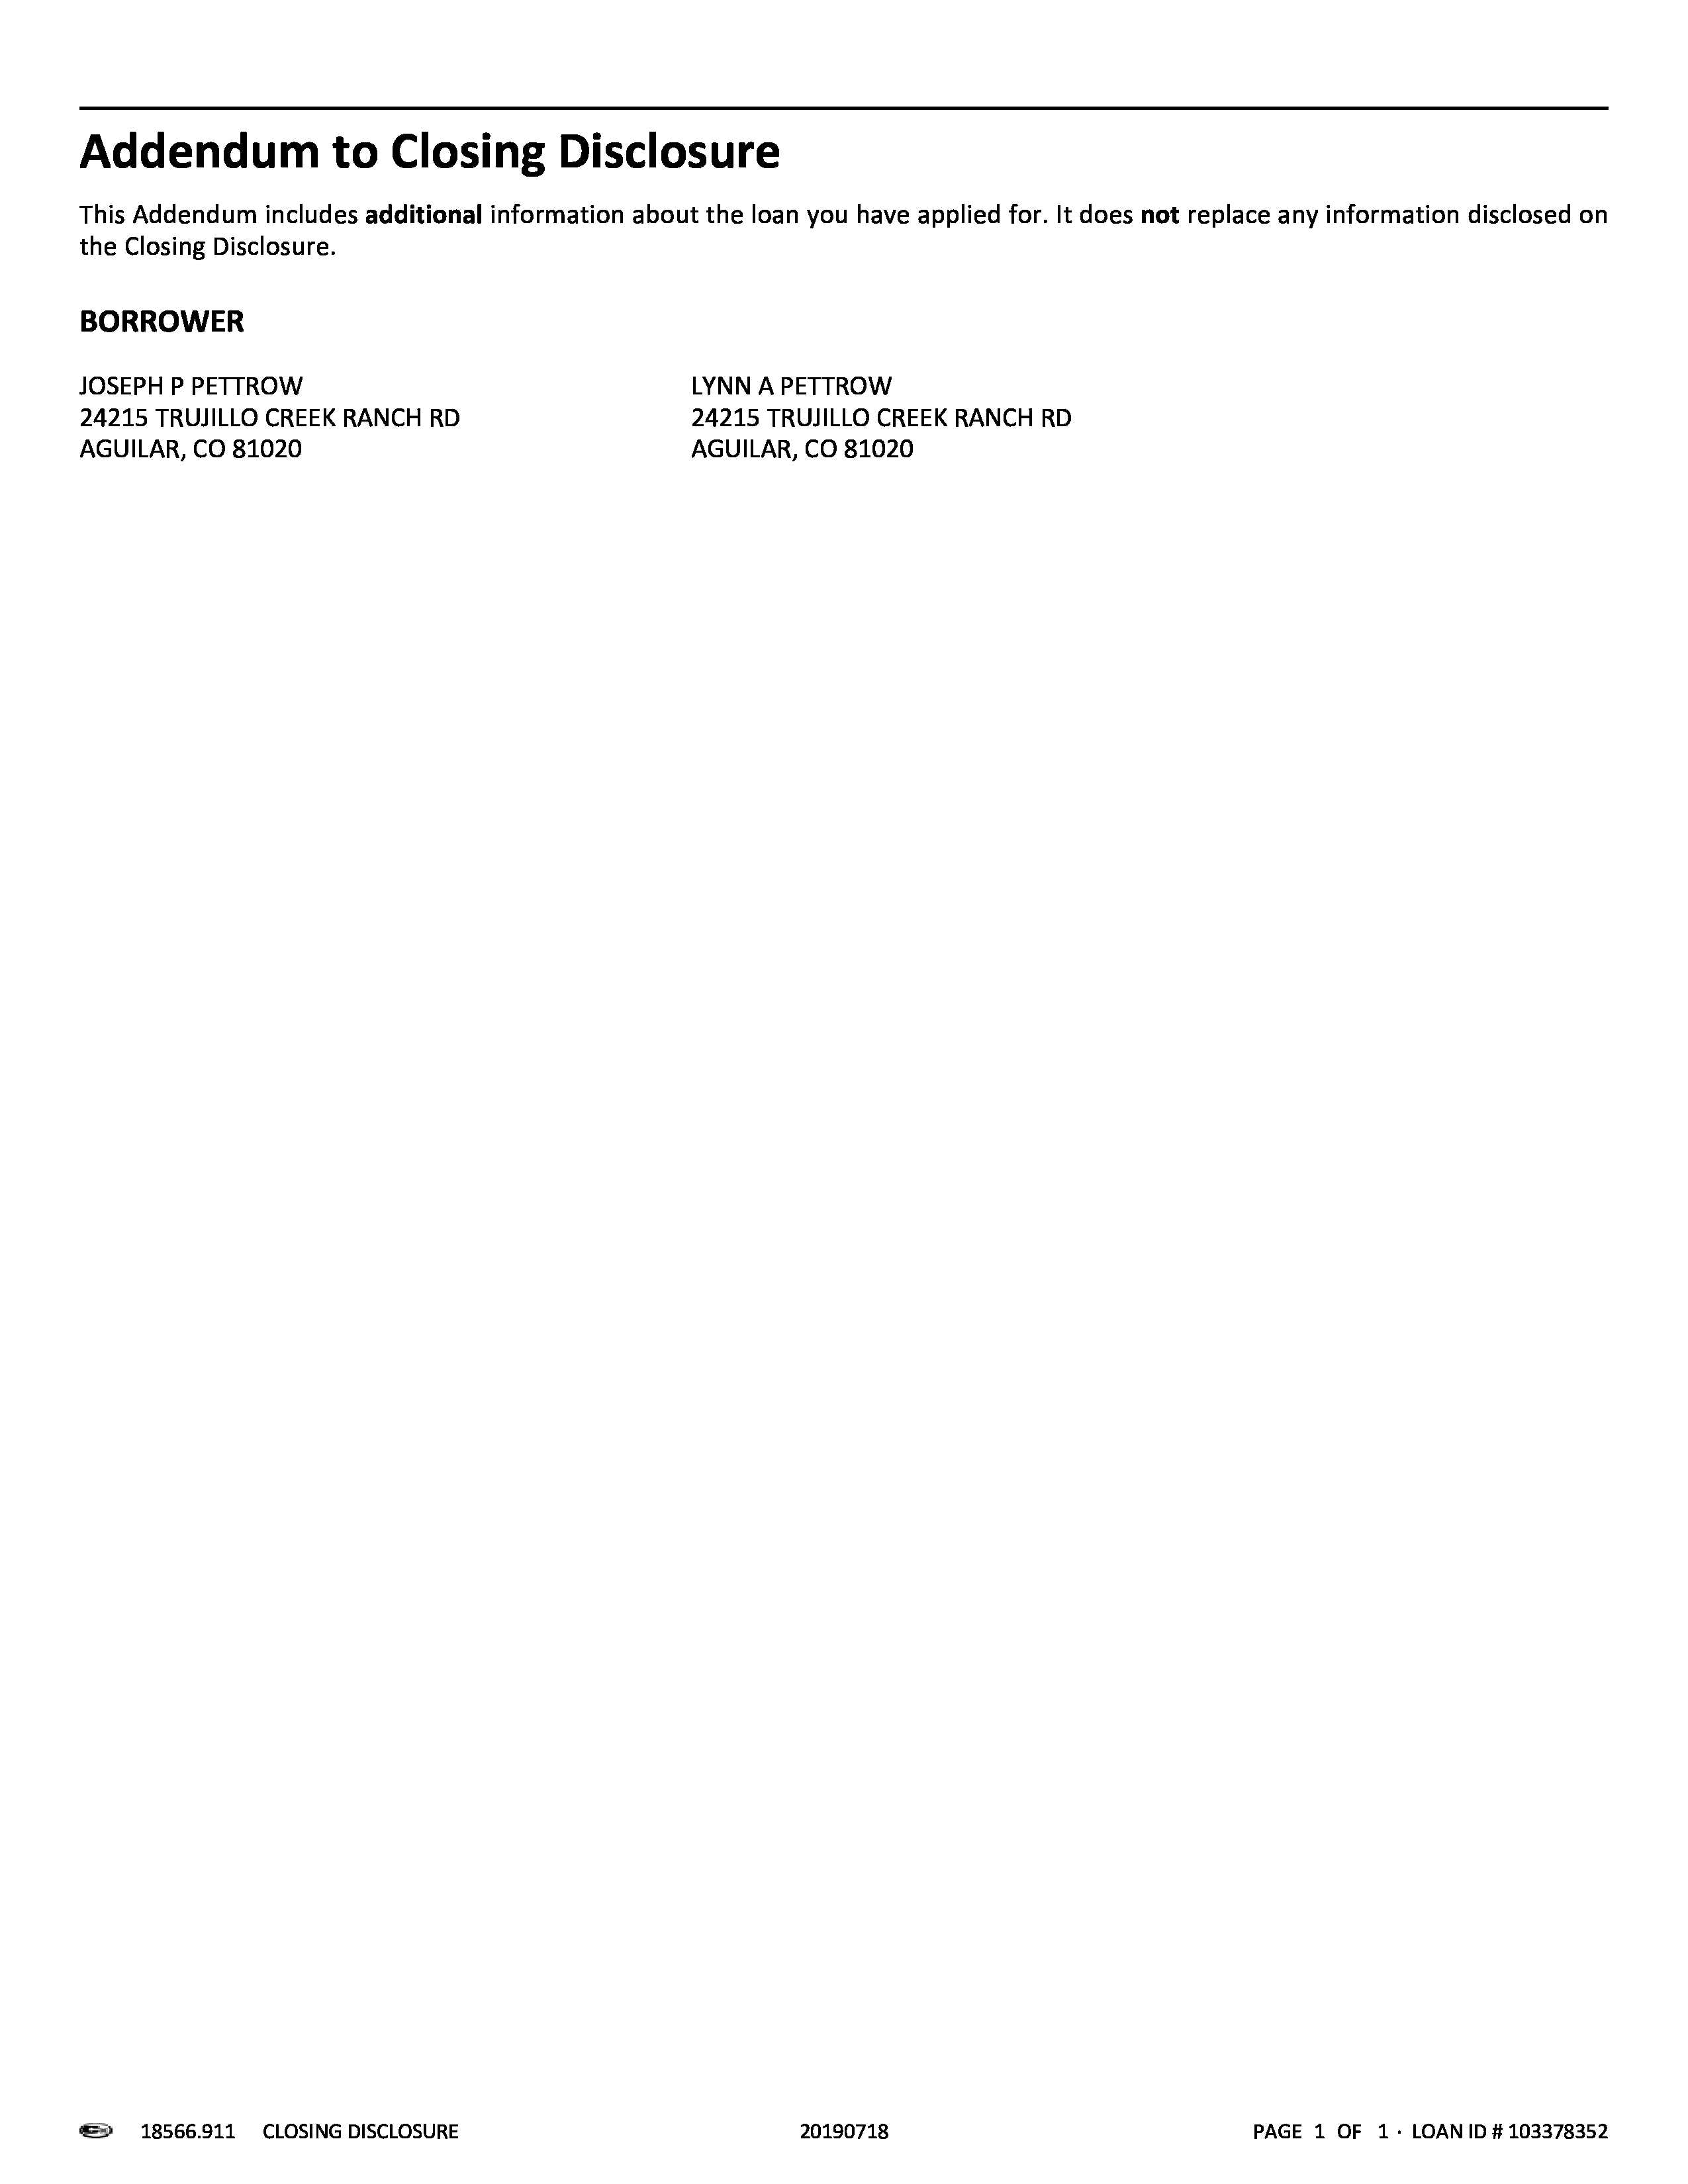 Addendum to Closing Disclosure
This Addendum includes additional information about the loan you have applied for. It does not replace any information disclosed on
the Closing Disclosure.
BORROWER
JOSEPH P PETTROW
24215 TRUJILLO CREEK RANCH RD
AGUILAR, CO 81020
LYNN A PETTROW
24215 TRUJILLO CREEK RANCH RD
AGUILAR, CO 81020
18566.911 CLOSING DISCLOSURE 20190718 PAGE 1 OF 1 · LOAN ID # 103378352